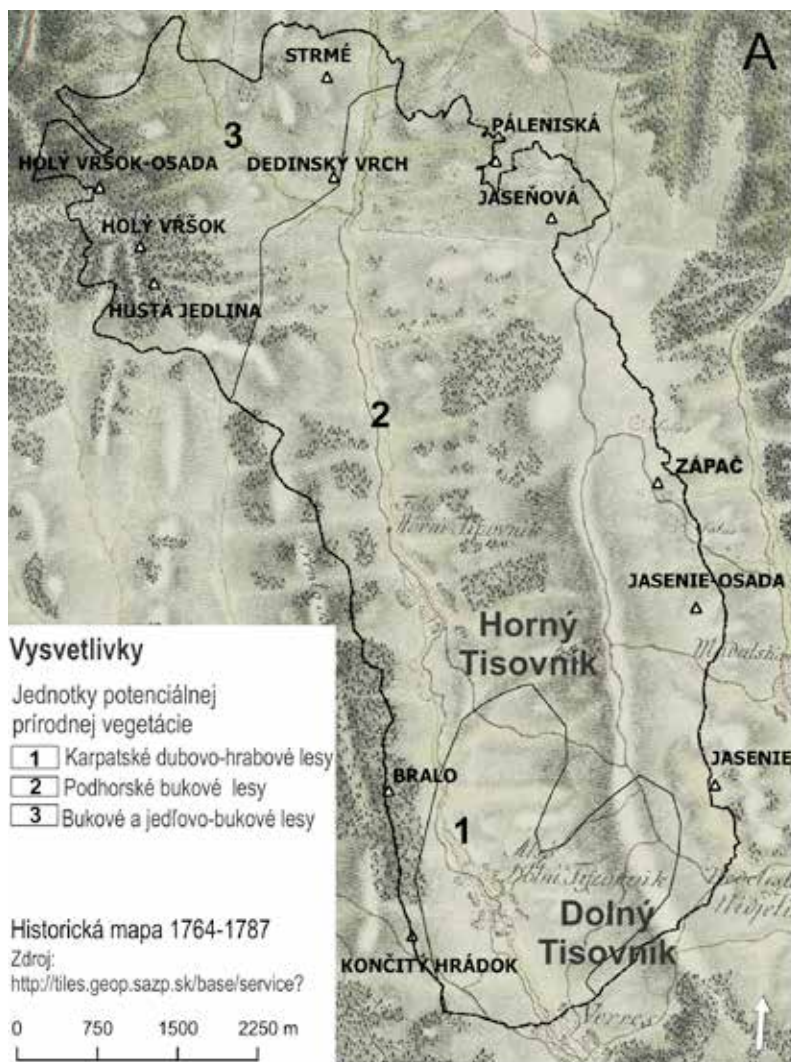 A
STRMÉ
PÁLENISKÁ
3
HOLÝ VRŠOK-OSADA
DEDINSKÝ VRCH
JASEŇOVÁ
HOLÝ VŔŠOK
HUSTÁ JEDLINA
2
ZÁPAČ
JASENIE-OSADA
Horný
Tisovník
JASENIE
BRALO
1
Dolný
Tisovník
KONČITÝ HRÁDOK
Vysvetlivky
Jednotky potenciálnej
prírodnej vegetácie
1 Karpatské dubovo-hrabové lesy
2 Podhorské bukové lesy
3 Bukové a jedľovo-bukové lesy
Historická mapa 1764-1787
Zdroj:
http://tiles.geop.sazp.sk/base/service?
0 750 1500 2250 m